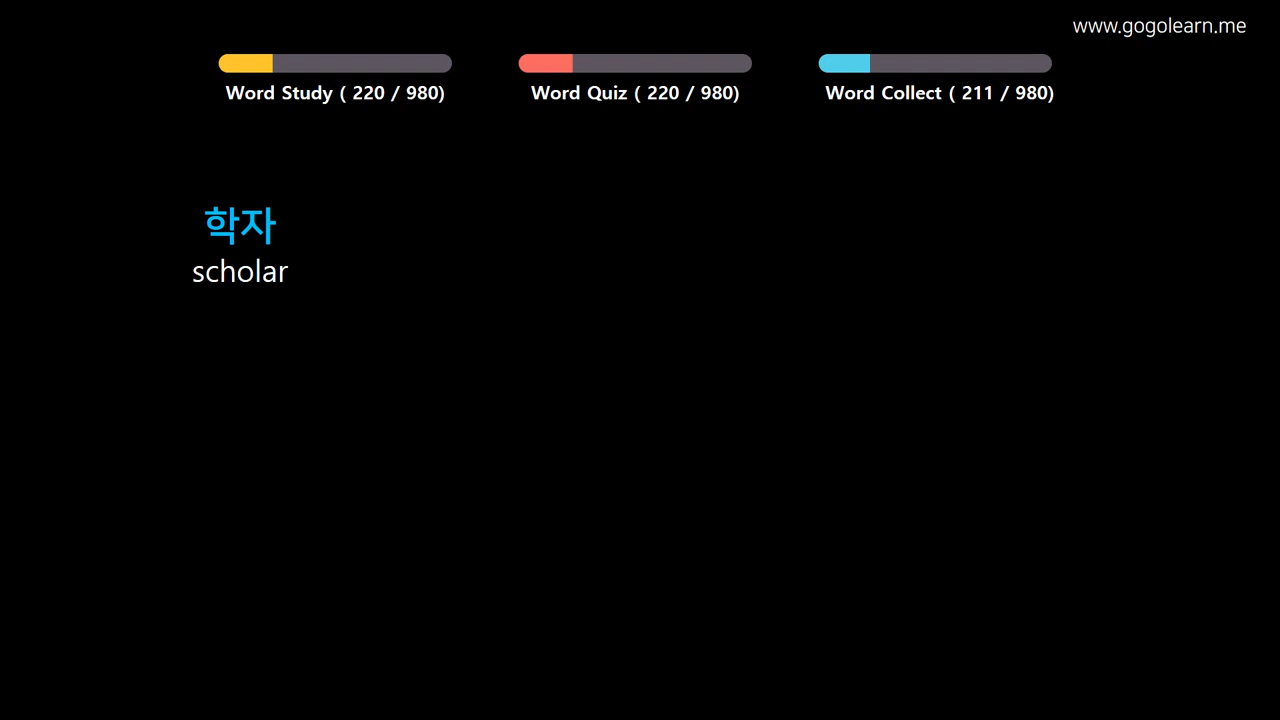 www.gogolearn.me
Word Study ( 220 / 980)
Word Quiz ( 220 / 980)
Word Collect ( 211 / 980)
학자
scholar